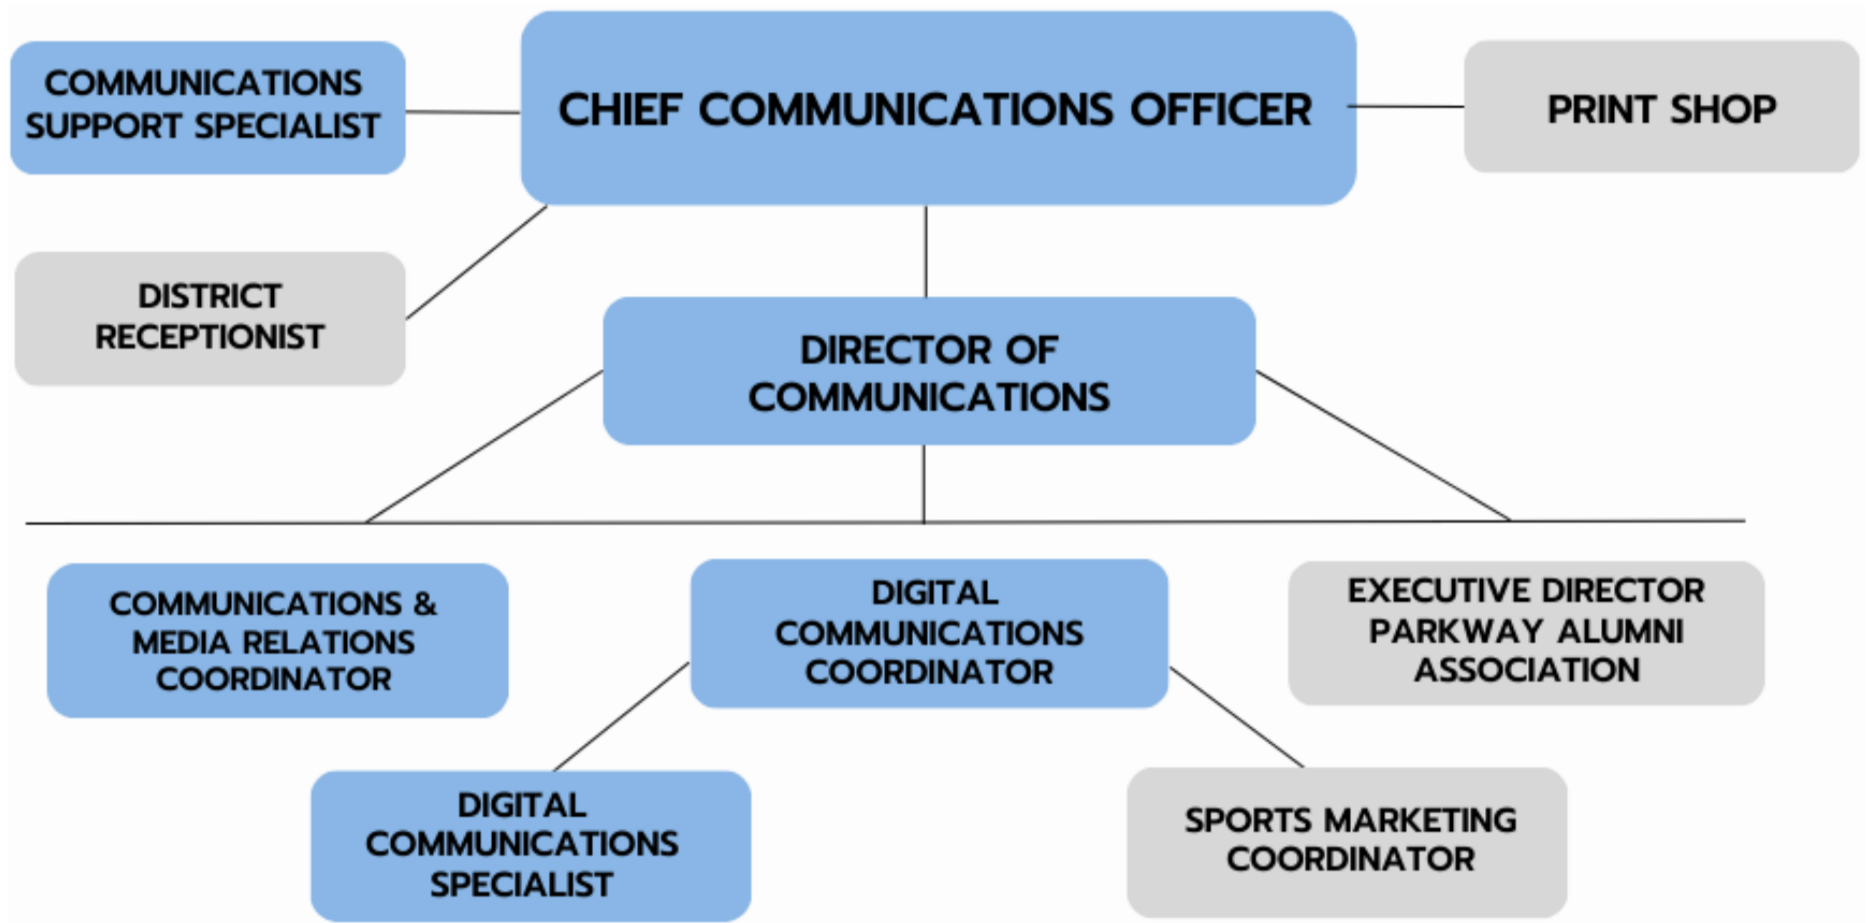 COMMUNICATIONS
SUPPORT SPECIALIST
CHIEF COMMUNICATIONS OFFICER
PRINT SHOP
DISTRICT
RECEPTIONIST
DIRECTOR OF
COMMUNICATIONS
COMMUNICATIONS &
MEDIA RELATIONS
COORDINATOR
DIGITAL
COMMUNICATIONS
COORDINATOR
EXECUTIVE DIRECTOR
PARKWAY ALUMNI
ASSOCIATION
DIGITAL
COMMUNICATIONS
SPECIALIST
SPORTS MARKETING
COORDINATOR